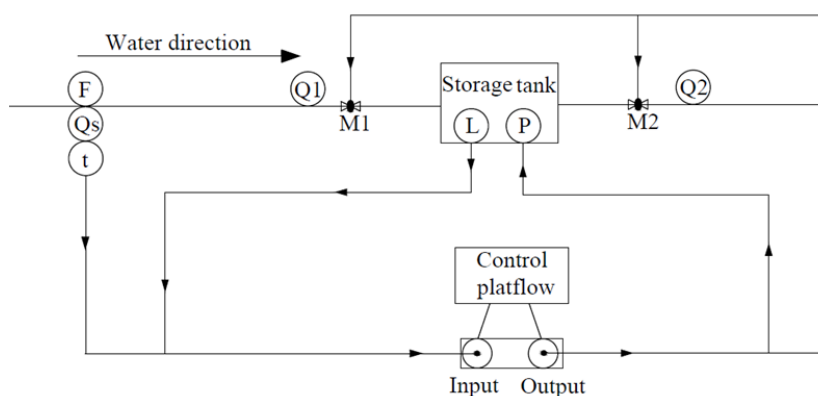 Water direction
F
Qs
t
Q1
M1
Storage tank
L
P
M2
Q2
Control
platflow
Input
Output